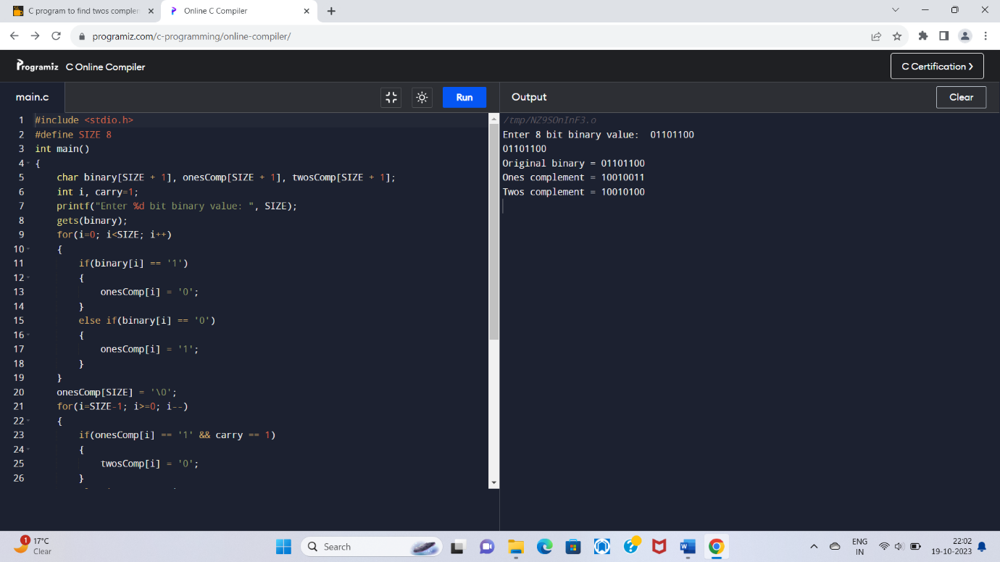 C program to find twos complem
Online C Compiler
programiz.com/c-programming/online-compiler/
Programiz C Online Compiler
C Certification
main.c
Run
Output
Clear
1 #include <stdio.h>
2 #define SIZE 8
3 int main()
4 {
5 char binary[SIZE + 1], onesComp[SIZE + 1], twosComp[SIZE + 1];
6 int i, carry=1;
7 printf("Enter %d bit binary value: ", SIZE);
8 gets(binary);
9 for(i=0; i<SIZE; i++)
10 {
11 if(binary[i] == '1')
12 {
13 onesComp[i] = '0';
14 }
15 else if(binary[i] == '0')
16 {
17 onesComp[i] = '1';
18 }
19 }
20 onesComp[SIZE] = '\0';
21 for(i=SIZE-1; i>=0; i--)
22 {
23 if(onesComp[i] == '1' && carry == 1)
24 {
25 twosComp[i] = '0';
26 }
/tmp/NZ9SOnInF3.o
Enter 8 bit binary value:  01101100
01101100
Original binary = 01101100
Ones complement = 10010011
Twos complement = 10010100
1
17°C
Clear
Search
ENG
IN
22:02
19-10-2023